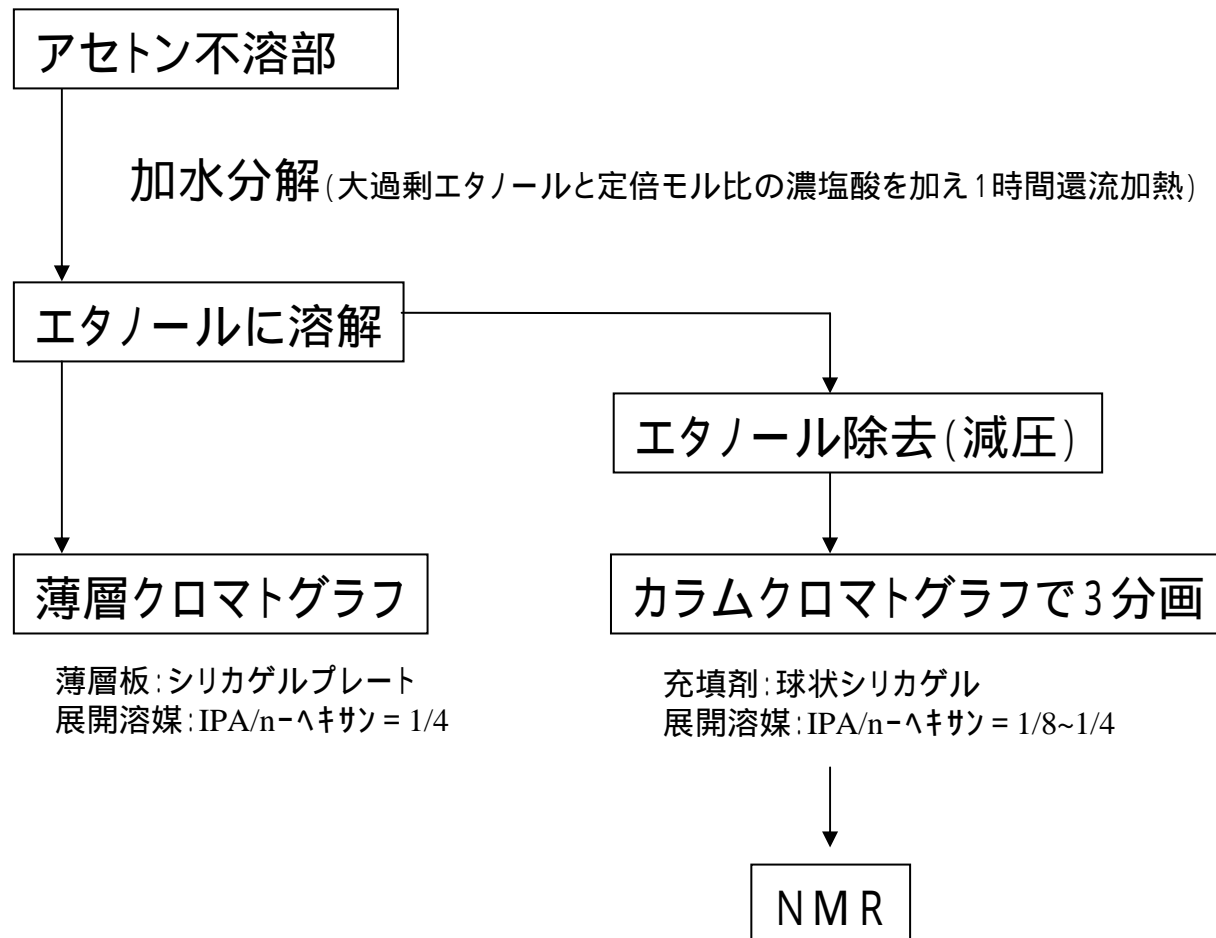 アセトン不溶部
加水分解(大過剰エタノールと定倍モル比の濃塩酸を加え1時間還流加熱)
エタノールに溶解
エタノール除去(減圧)
薄層クロマトグラフ
薄層板:シリカゲルプレート
展開溶媒:IPA/n-ヘキサン = 1/4
カラムクロマトグラフで3分画
充填剤:球状シリカゲル
展開溶媒:IPA/n-ヘキサン = 1/8~1/4
NMR